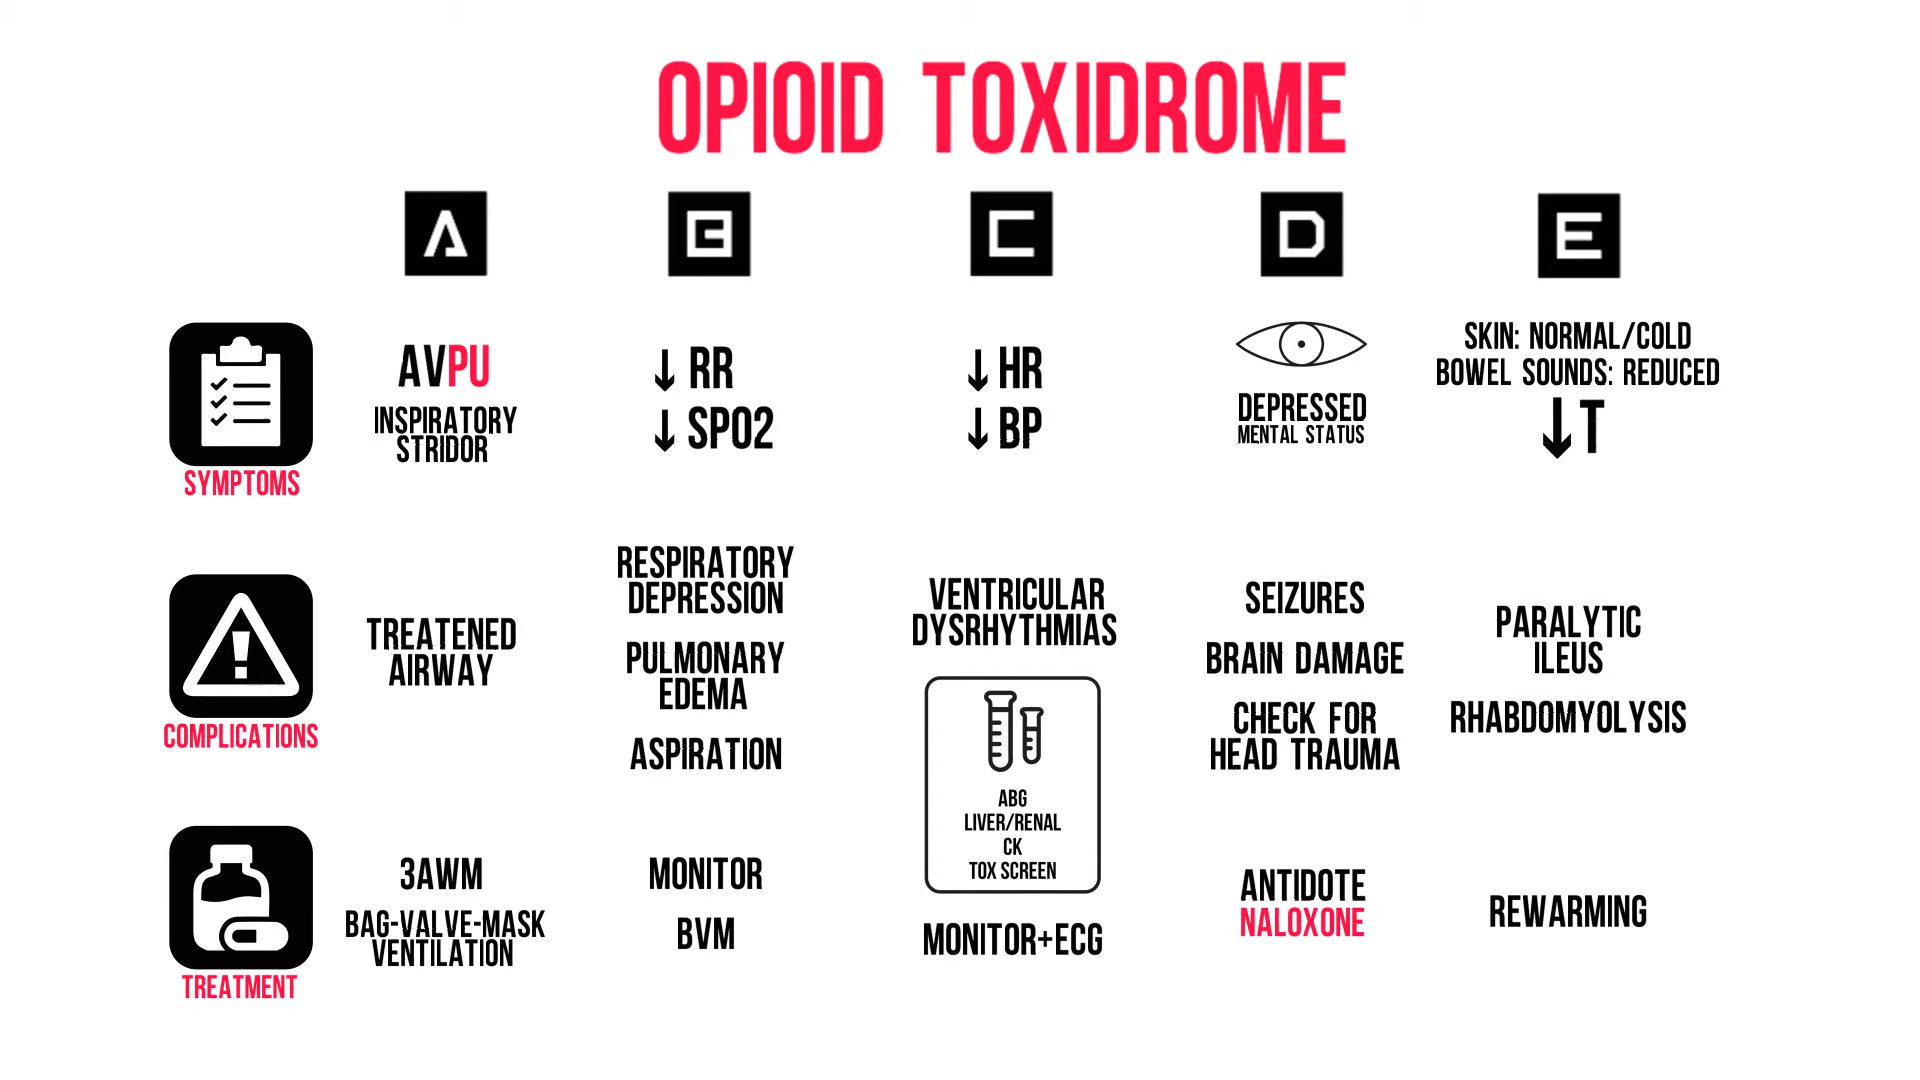 OPIOID TOXIDROME
A
B
C
D
E
SYMPTOMS
AVPU
INSPIRATORY
STRIDOR
↓ RR
↓ SPO2
↓ HR
↓ BP
DEPRESSED
MENTAL STATUS
SKIN: NORMAL/COLD
BOWEL SOUNDS: REDUCED
↓T
COMPLICATIONS
TREATENED
AIRWAY
RESPIRATORY
DEPRESSION
PULMONARY
EDEMA
ASPIRATION
VENTRICULAR
DYSRHYTHMIAS
ABG
LIVER/RENAL
CK
TOX SCREEN
SEIZURES
BRAIN DAMAGE
CHECK FOR
HEAD TRAUMA
PARALYTIC
ILEUS
RHABDOMYOLYSIS
TREATMENT
3AWM
BAG-VALVE-MASK
VENTILATION
MONITOR
BVM
MONITOR+ECG
ANTIDOTE
NALOXONE
REWARMING